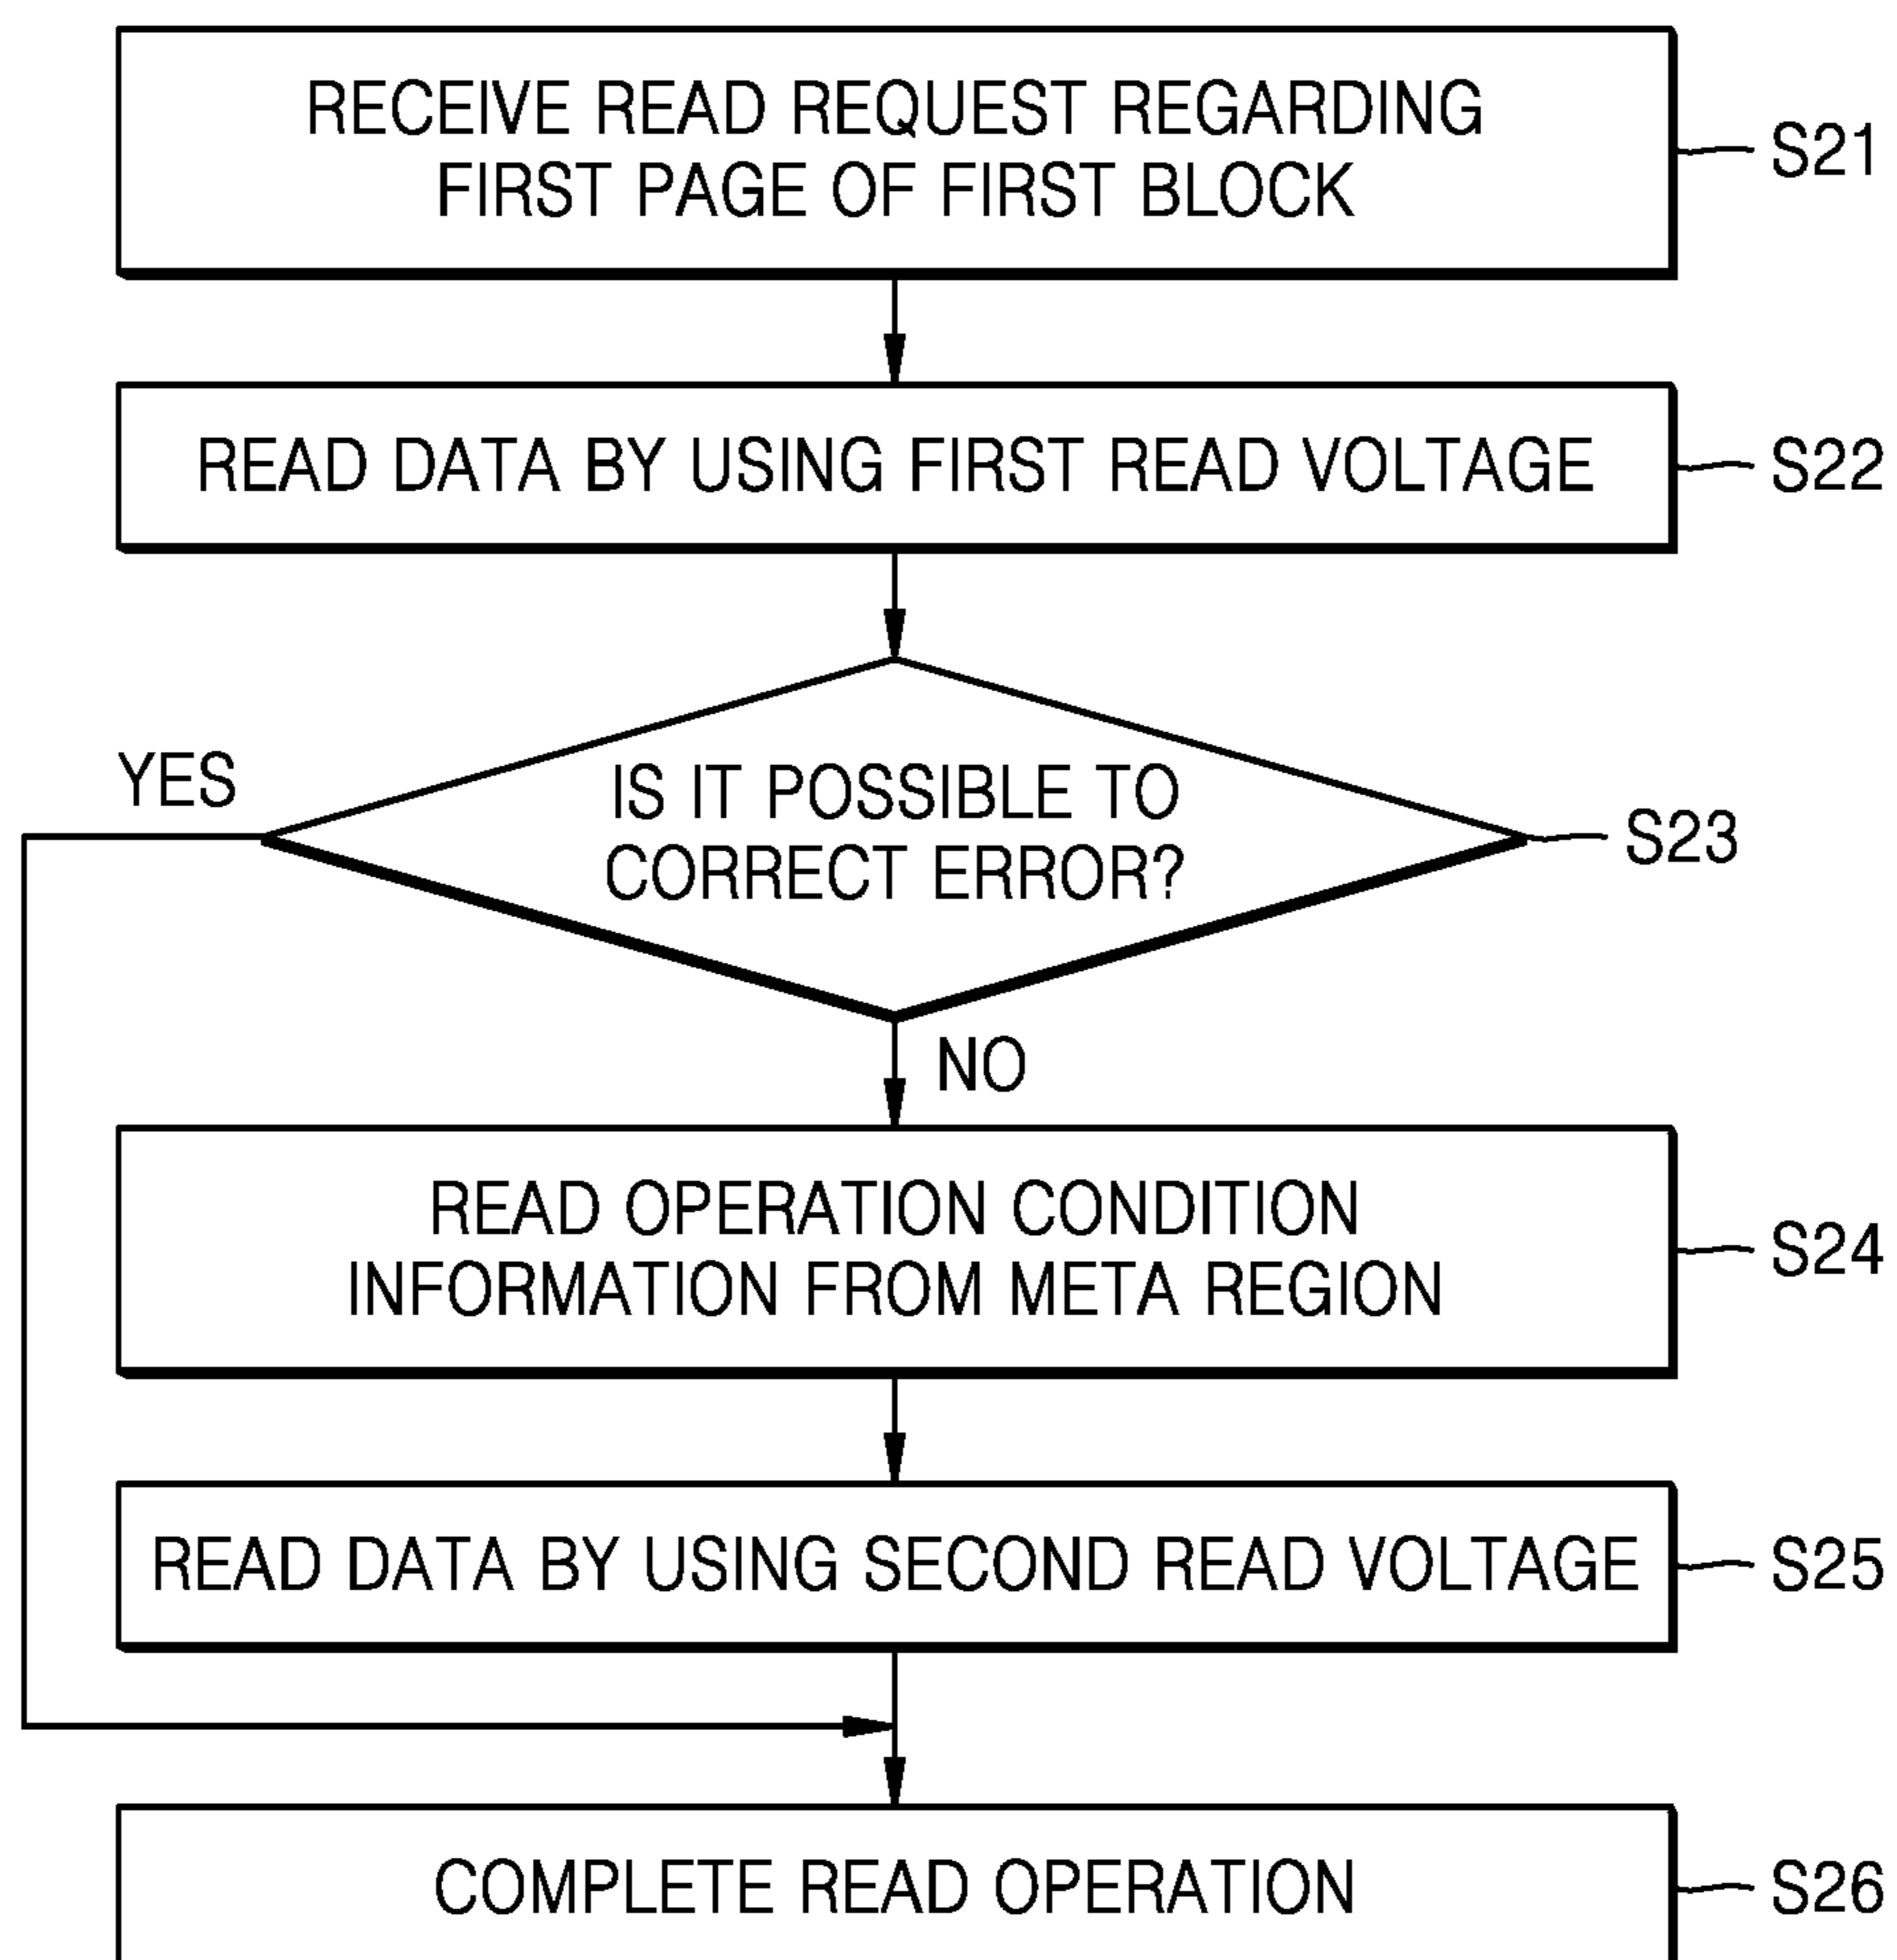 RECEIVE READ REQUEST REGARDING
FIRST PAGE OF FIRST BLOCK
S21
READ DATA BY USING FIRST READ VOLTAGE
S22
YES
IS IT POSSIBLE TO
CORRECT ERROR?
S23
NO
READ OPERATION CONDITION
INFORMATION FROM META REGION
S24
READ DATA BY USING SECOND READ VOLTAGE
S25
COMPLETE READ OPERATION
S26